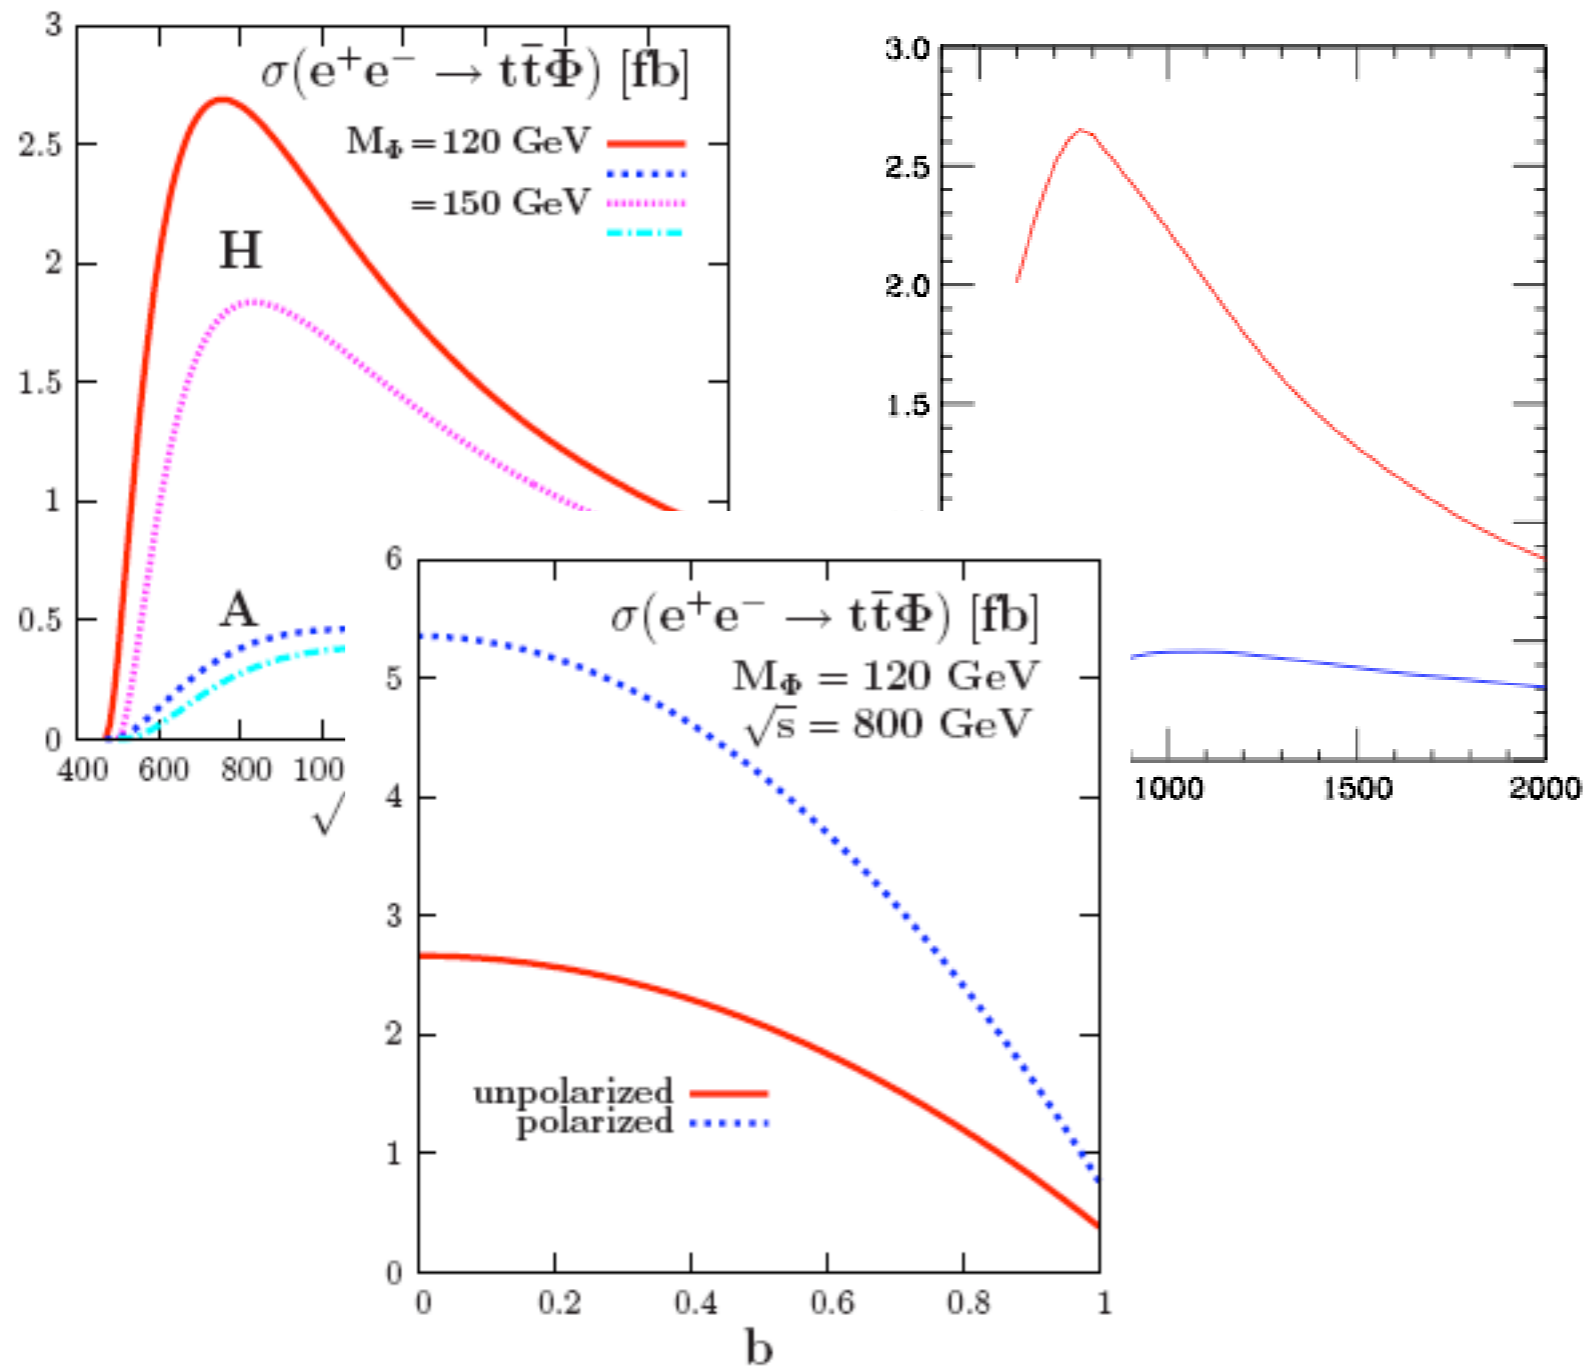 σ(e⁺e⁻ → tt̄Φ) [fb]
M_Φ = 120 GeV
= 150 GeV
H
A
3
2.5
2
1.5
1
0.5
0
400 600 800 100
√
3.0
2.5
2.0
1.5
1000 1500 2000
σ(e⁺e⁻ → tt̄Φ) [fb]
M_Φ = 120 GeV
√s = 800 GeV
unpolarized
polarized
6
5
4
3
2
1
0
0 0.2 0.4 0.6 0.8 1
b